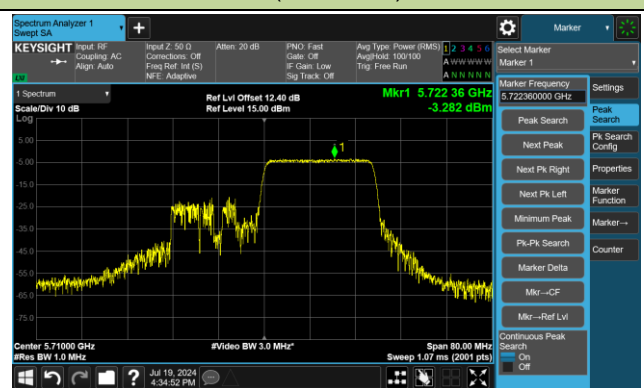 Spectrum Analyzer 1
Swept SA
Marker
KEYSIGHT
Input: RF
Coupling: AC
Align: Auto
Input Z: 50 Ω
Corrections: Off
Freq Ref: Int (S)
NFE: Adaptive
Atten: 20 dB
PNO: Fast
Gate: Off
IF Gain: Low
Sig Track: Off
Avg Type: Power (RMS)
Avg|Hold: 100/100
Trig: Free Run
1 2 3 4 5 6
A W W W W W
A N N N N N
Select Marker
Marker 1
1 Spectrum
Scale/Div 10 dB
Log
Ref Lvl Offset 12.40 dB
Ref Level 15.00 dBm
Mkr1 5.722 36 GHz
-3.282 dBm
5.00
-5.00
-15.0
-25.0
-35.0
-45.0
-55.0
-65.0
-75.0
1
Center 5.71000 GHz
#Res BW 1.0 MHz
#Video BW 3.0 MHz*
Span 80.00 MHz
Sweep 1.07 ms (2001 pts)
Marker Frequency
5.722360000 GHz
Peak Search
Next Peak
Next Pk Right
Next Pk Left
Minimum Peak
Pk-Pk Search
Marker Delta
Mkr→CF
Mkr→Ref Lvl
Continuous Peak
Search
On
Off
Settings
Peak
Search
Pk Search
Config
Properties
Marker
Function
Marker→
Counter
Jul 19, 2024
4:34:52 PM